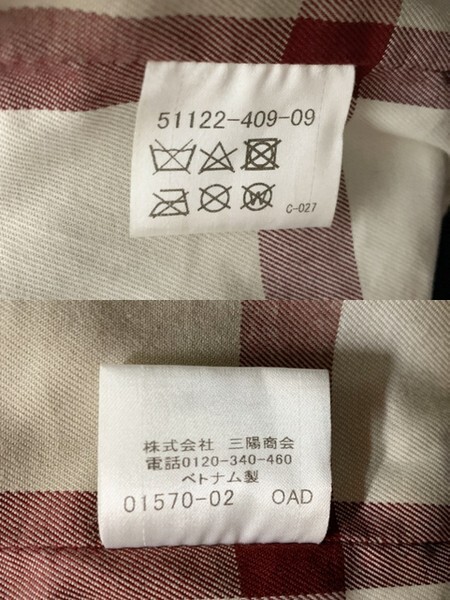 51122-409-09
W
C-027
株式会社 三陽商会
電話0120-340-460
ベトナム製
01570-02 OAD